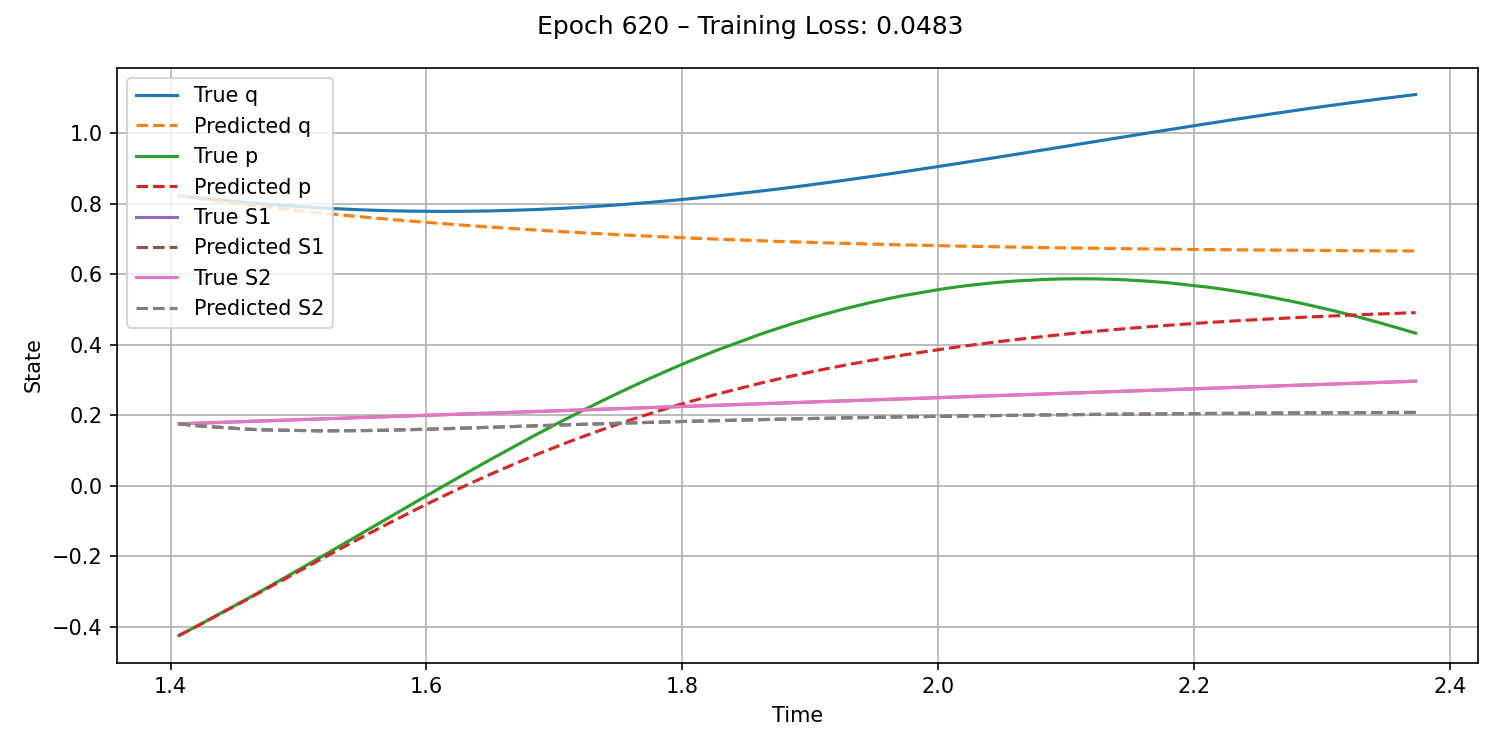 Epoch 620 – Training Loss: 0.0483
True q
Predicted q
True p
Predicted p
True S1
Predicted S1
True S2
Predicted S2
State
1.0
0.8
0.6
0.4
0.2
0.0
−0.2
−0.4
1.4
1.6
1.8
2.0
2.2
2.4
Time